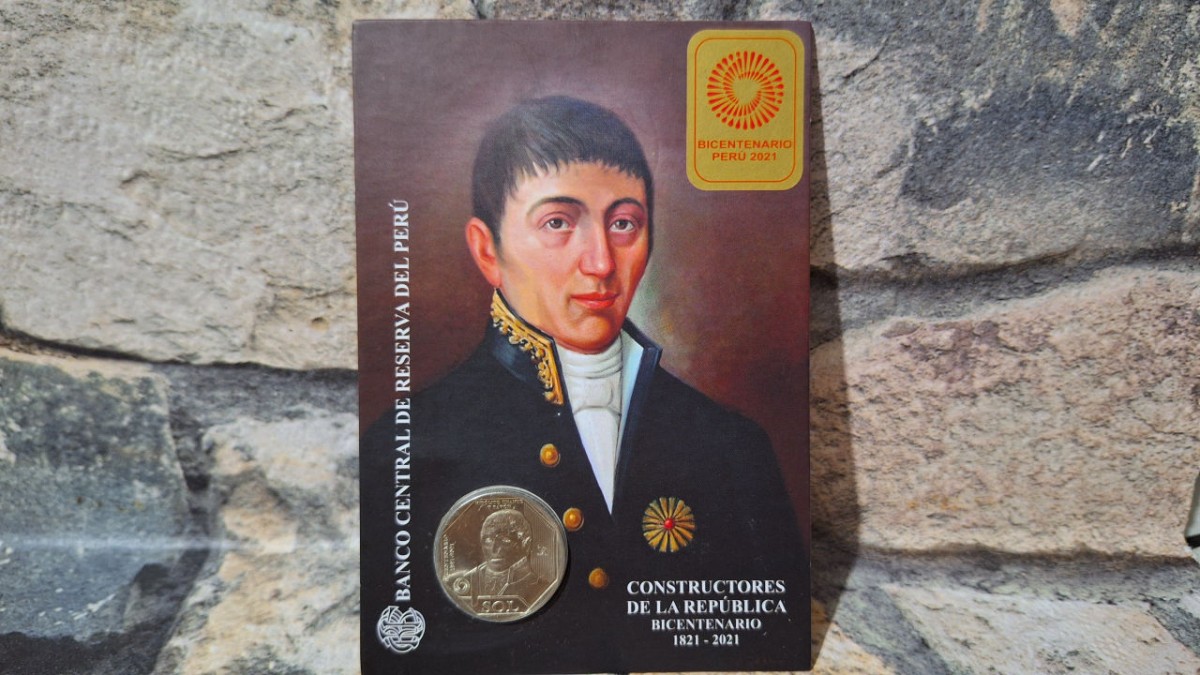 BICENTENARIO
PERÚ 2021
BANCO CENTRAL DE RESERVA DEL PERÚ
CONSTRUCTORES
DE LA REPÚBLICA
BICENTENARIO
1821 - 2021
SOL